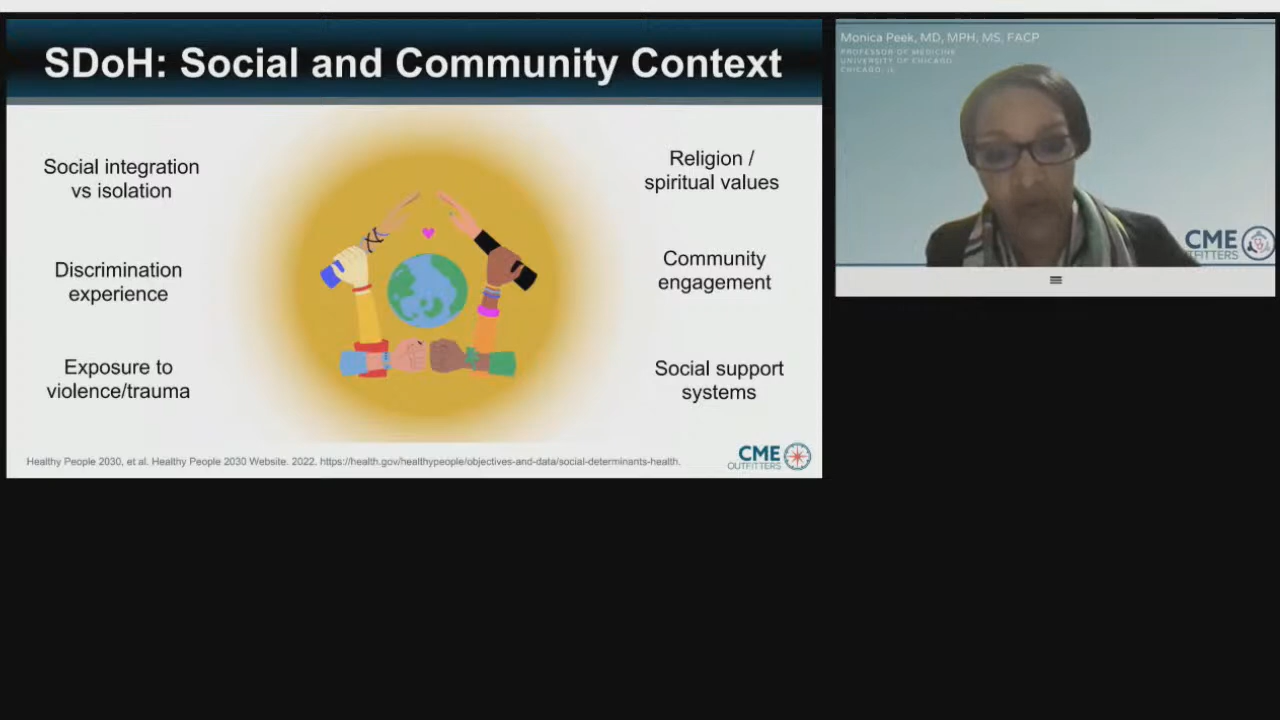 SDoH: Social and Community Context
Social integration
vs isolation
Discrimination
experience
Exposure to
violence/trauma
Religion /
spiritual values
Community
engagement
Social support
systems
Healthy People 2030, et al. Healthy People 2030 Website. 2022. https://health.gov/healthypeople/objectives-and-data/social-determinants-health.
CME
OUTFITTERS
Monica Peek, MD, MPH, MS, FACP
PROFESSOR OF MEDICINE
UNIVERSITY OF CHICAGO
CHICAGO, IL
CME
OUTFITTERS